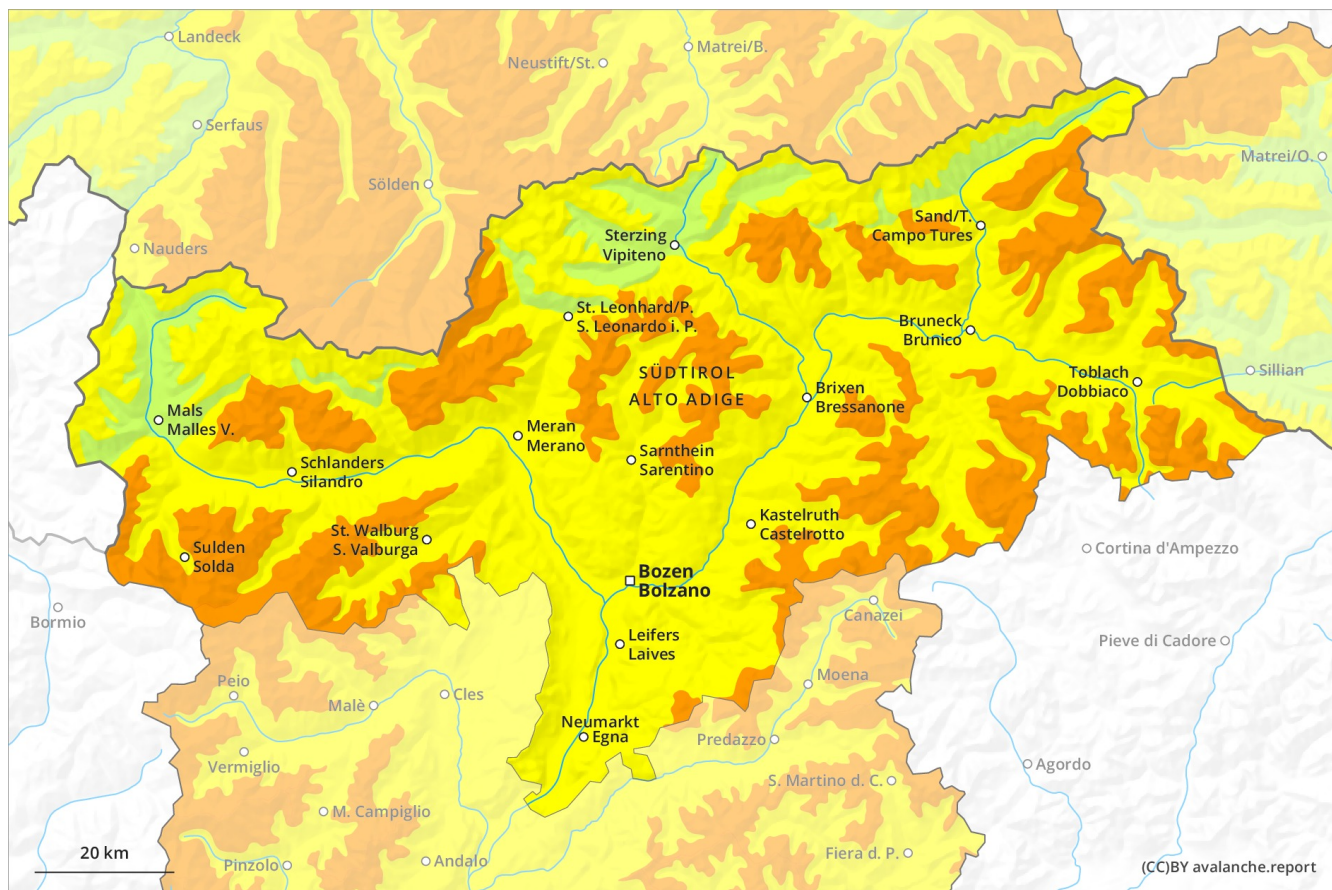 Landeck
Matrei/B.
Neustift/St.
Serfaus
Matrei/O.
Sölden
Sand/T.
Campo Tures
Sterzing
Vipiteno
Nauders
St. Leonhard/P.
S. Leonardo i. P.
Bruneck
Brunico
SÜDTIROL
ALTO ADIGE
Toblach
Dobbiaco
Sillian
Brixen
Bressanone
Mals
Malles V.
Meran
Merano
Schlanders
Silandro
Sarnthein
Sarentino
Kastelruth
Castelrotto
St. Walburg
S. Valburga
Sulden
Solda
Cortina d'Ampezzo
Bozen
Bolzano
Bormio
Canazei
Leifers
Laives
Pieve di Cadore
Peio
Moena
Cles
Malè
Neumarkt
Egna
Predazzo
Vermiglio
Agordo
S. Martino d. C.
M. Campiglio
20 km
Andalo
Fiera d. P.
Pinzolo
(CC)BY avalanche.report